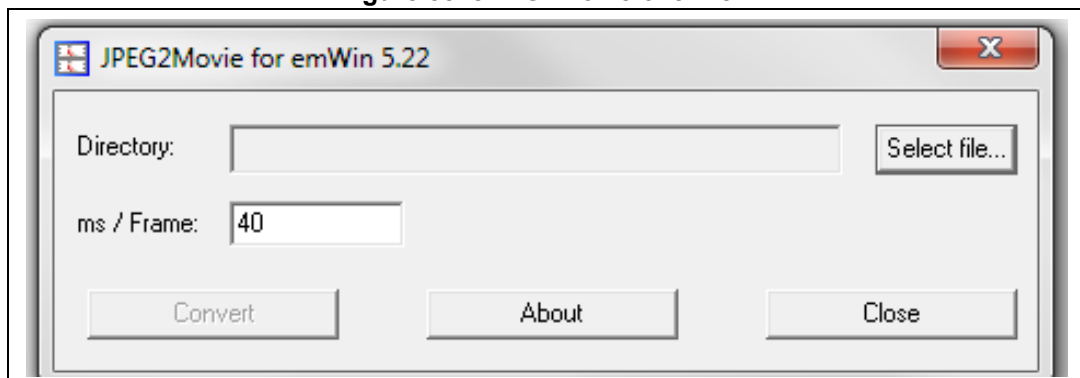 JPEG2Movie for emWin 5.22
Directory: Select file...
ms / Frame: 40
Convert About Close